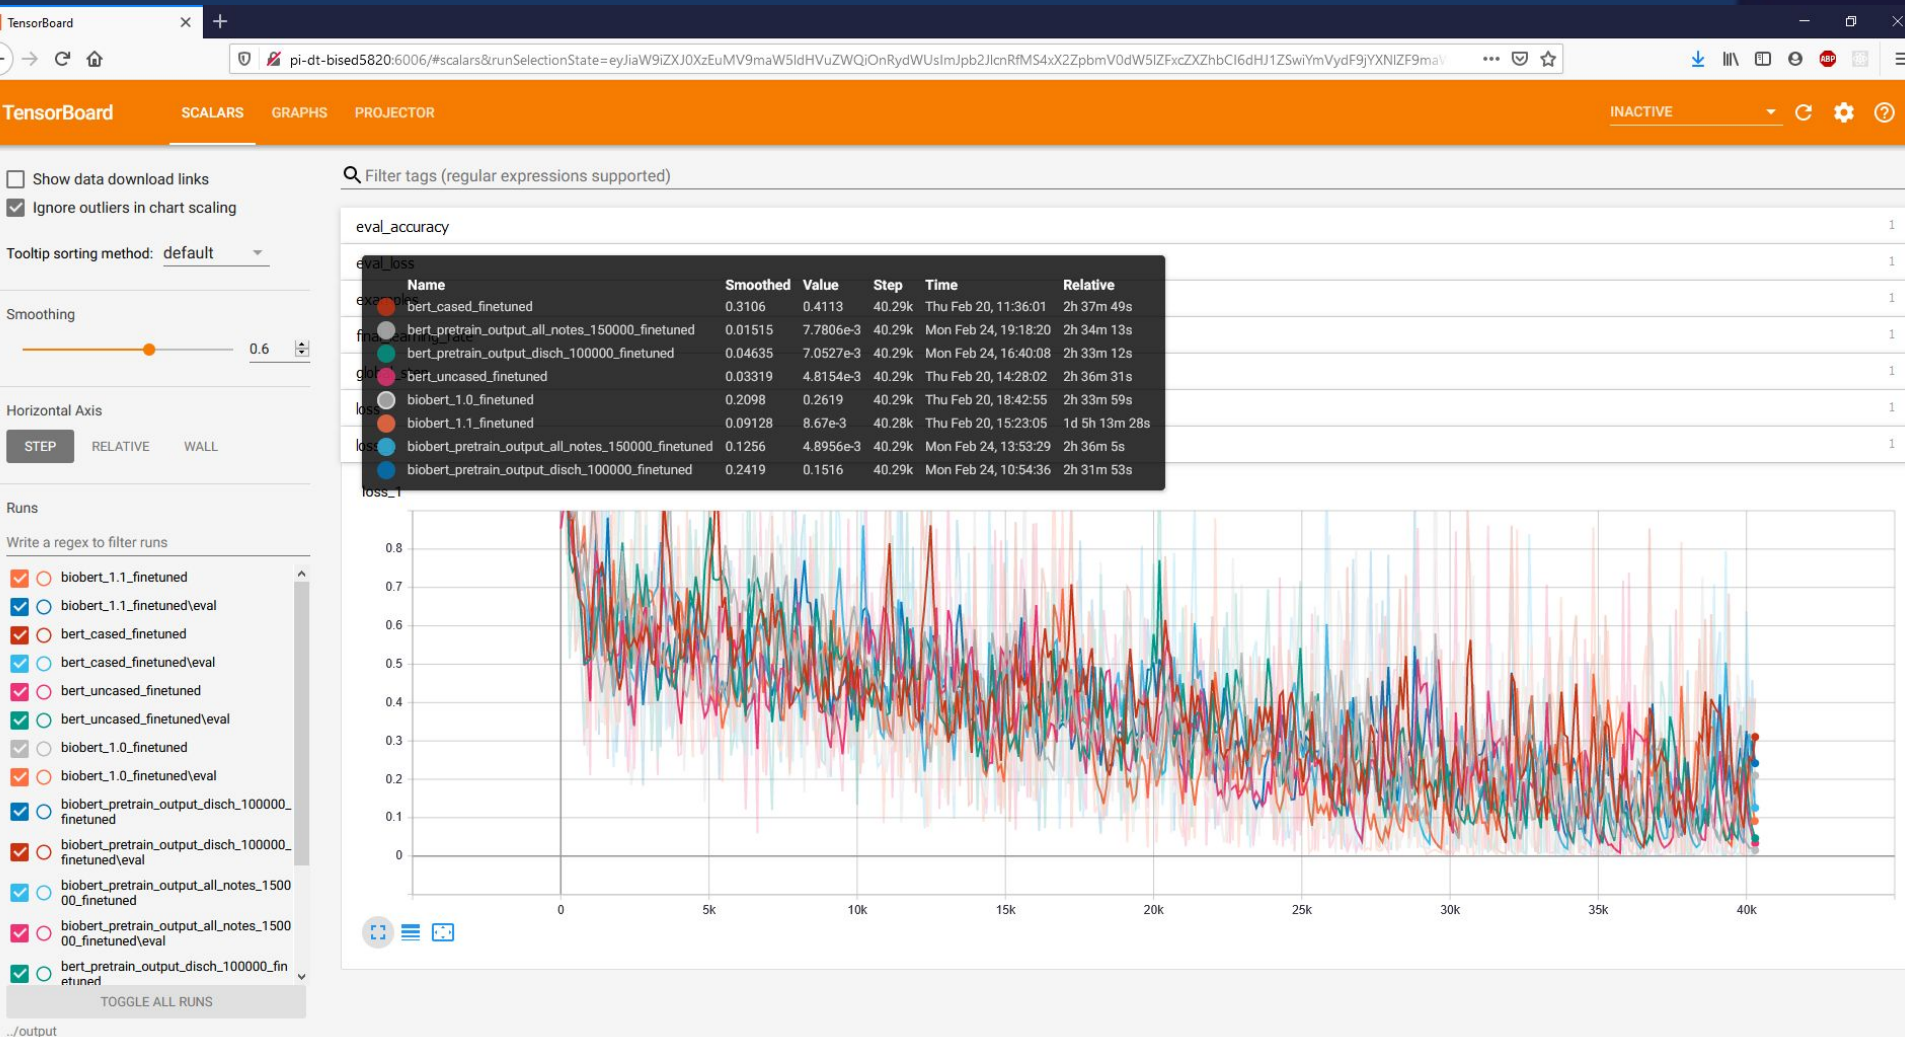 TensorBoard
pi-dt-bised5820:6006/#scalars&runSelectionState=
ABP
TensorBoard SCALARS GRAPHS PROJECTOR INACTIVE
Show data download links
Ignore outliers in chart scaling
Tooltip sorting method: default
Smoothing
0.6
Horizontal Axis
STEP RELATIVE WALL
Runs
Write a regex to filter runs
biobert_1.1_finetuned
biobert_1.1_finetuned\eval
bert_cased_finetuned
bert_cased_finetuned\eval
bert_uncased_finetuned
bert_uncased_finetuned\eval
biobert_1.0_finetuned
biobert_1.0_finetuned\eval
biobert_pretrain_output_disch_100000_
finetuned
biobert_pretrain_output_disch_100000_
finetuned\eval
biobert_pretrain_output_all_notes_1500
00_finetuned
biobert_pretrain_output_all_notes_1500
00_finetuned\eval
bert_pretrain_output_disch_100000_fin
etuned
TOGGLE ALL RUNS
../output
Filter tags (regular expressions supported)
eval_accuracy 1
eval_loss 1
examples 1
final_learning_rate 1
global_step 1
loss 1
1
Name Smoothed Value Step Time Relative
bert_cased_finetuned 0.3106 0.4113 40.29k Thu Feb 20, 11:36:01 2h 37m 49s
bert_pretrain_output_all_notes_150000_finetuned 0.01515 7.7806e-3 40.29k Mon Feb 24, 19:18:20 2h 34m 13s
bert_pretrain_output_disch_100000_finetuned 0.04635 7.0527e-3 40.29k Mon Feb 24, 16:40:08 2h 33m 12s
bert_uncased_finetuned 0.03319 4.8154e-3 40.29k Thu Feb 20, 14:28:02 2h 36m 31s
biobert_1.0_finetuned 0.2098 0.2619 40.29k Thu Feb 20, 18:42:55 2h 33m 59s
biobert_1.1_finetuned 0.09128 8.67e-3 40.28k Thu Feb 20, 15:23:05 1d 5h 13m 28s
biobert_pretrain_output_all_notes_150000_finetuned 0.1256 4.8956e-3 40.29k Mon Feb 24, 13:53:29 2h 36m 5s
biobert_pretrain_output_disch_100000_finetuned 0.2419 0.1516 40.29k Mon Feb 24, 10:54:36 2h 31m 53s
loss_1
0.8
0.7
0.6
0.5
0.4
0.3
0.2
0.1
0
0 5k 10k 15k 20k 25k 30k 35k 40k